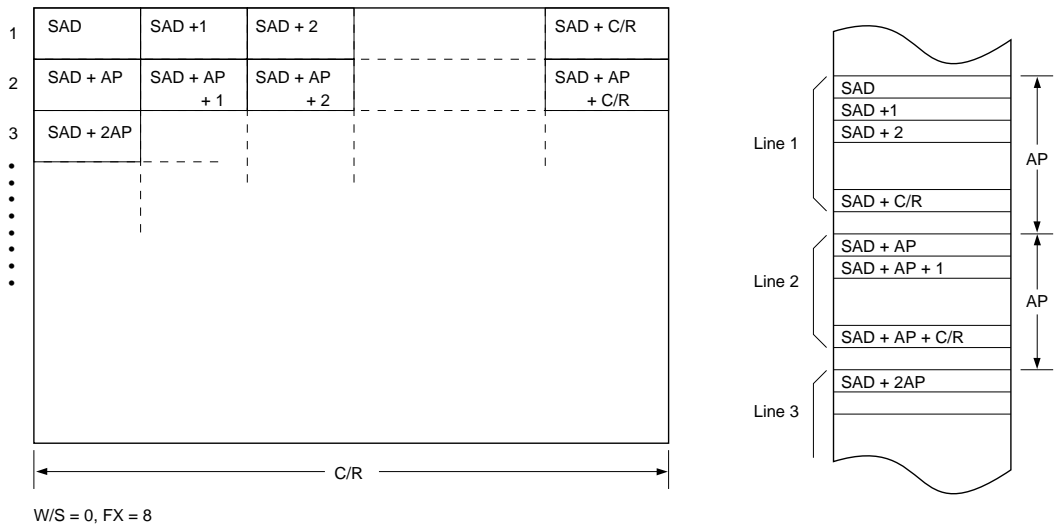 1 SAD SAD +1 SAD + 2 SAD + C/R
2 SAD + AP SAD + AP + 1 SAD + AP + 2 SAD + AP + C/R
3 SAD + 2AP
C/R
W/S = 0, FX = 8
Line 1
SAD
SAD +1
SAD + 2
SAD + C/R
AP
Line 2
SAD + AP
SAD + AP + 1
SAD + AP + C/R
AP
Line 3
SAD + 2AP